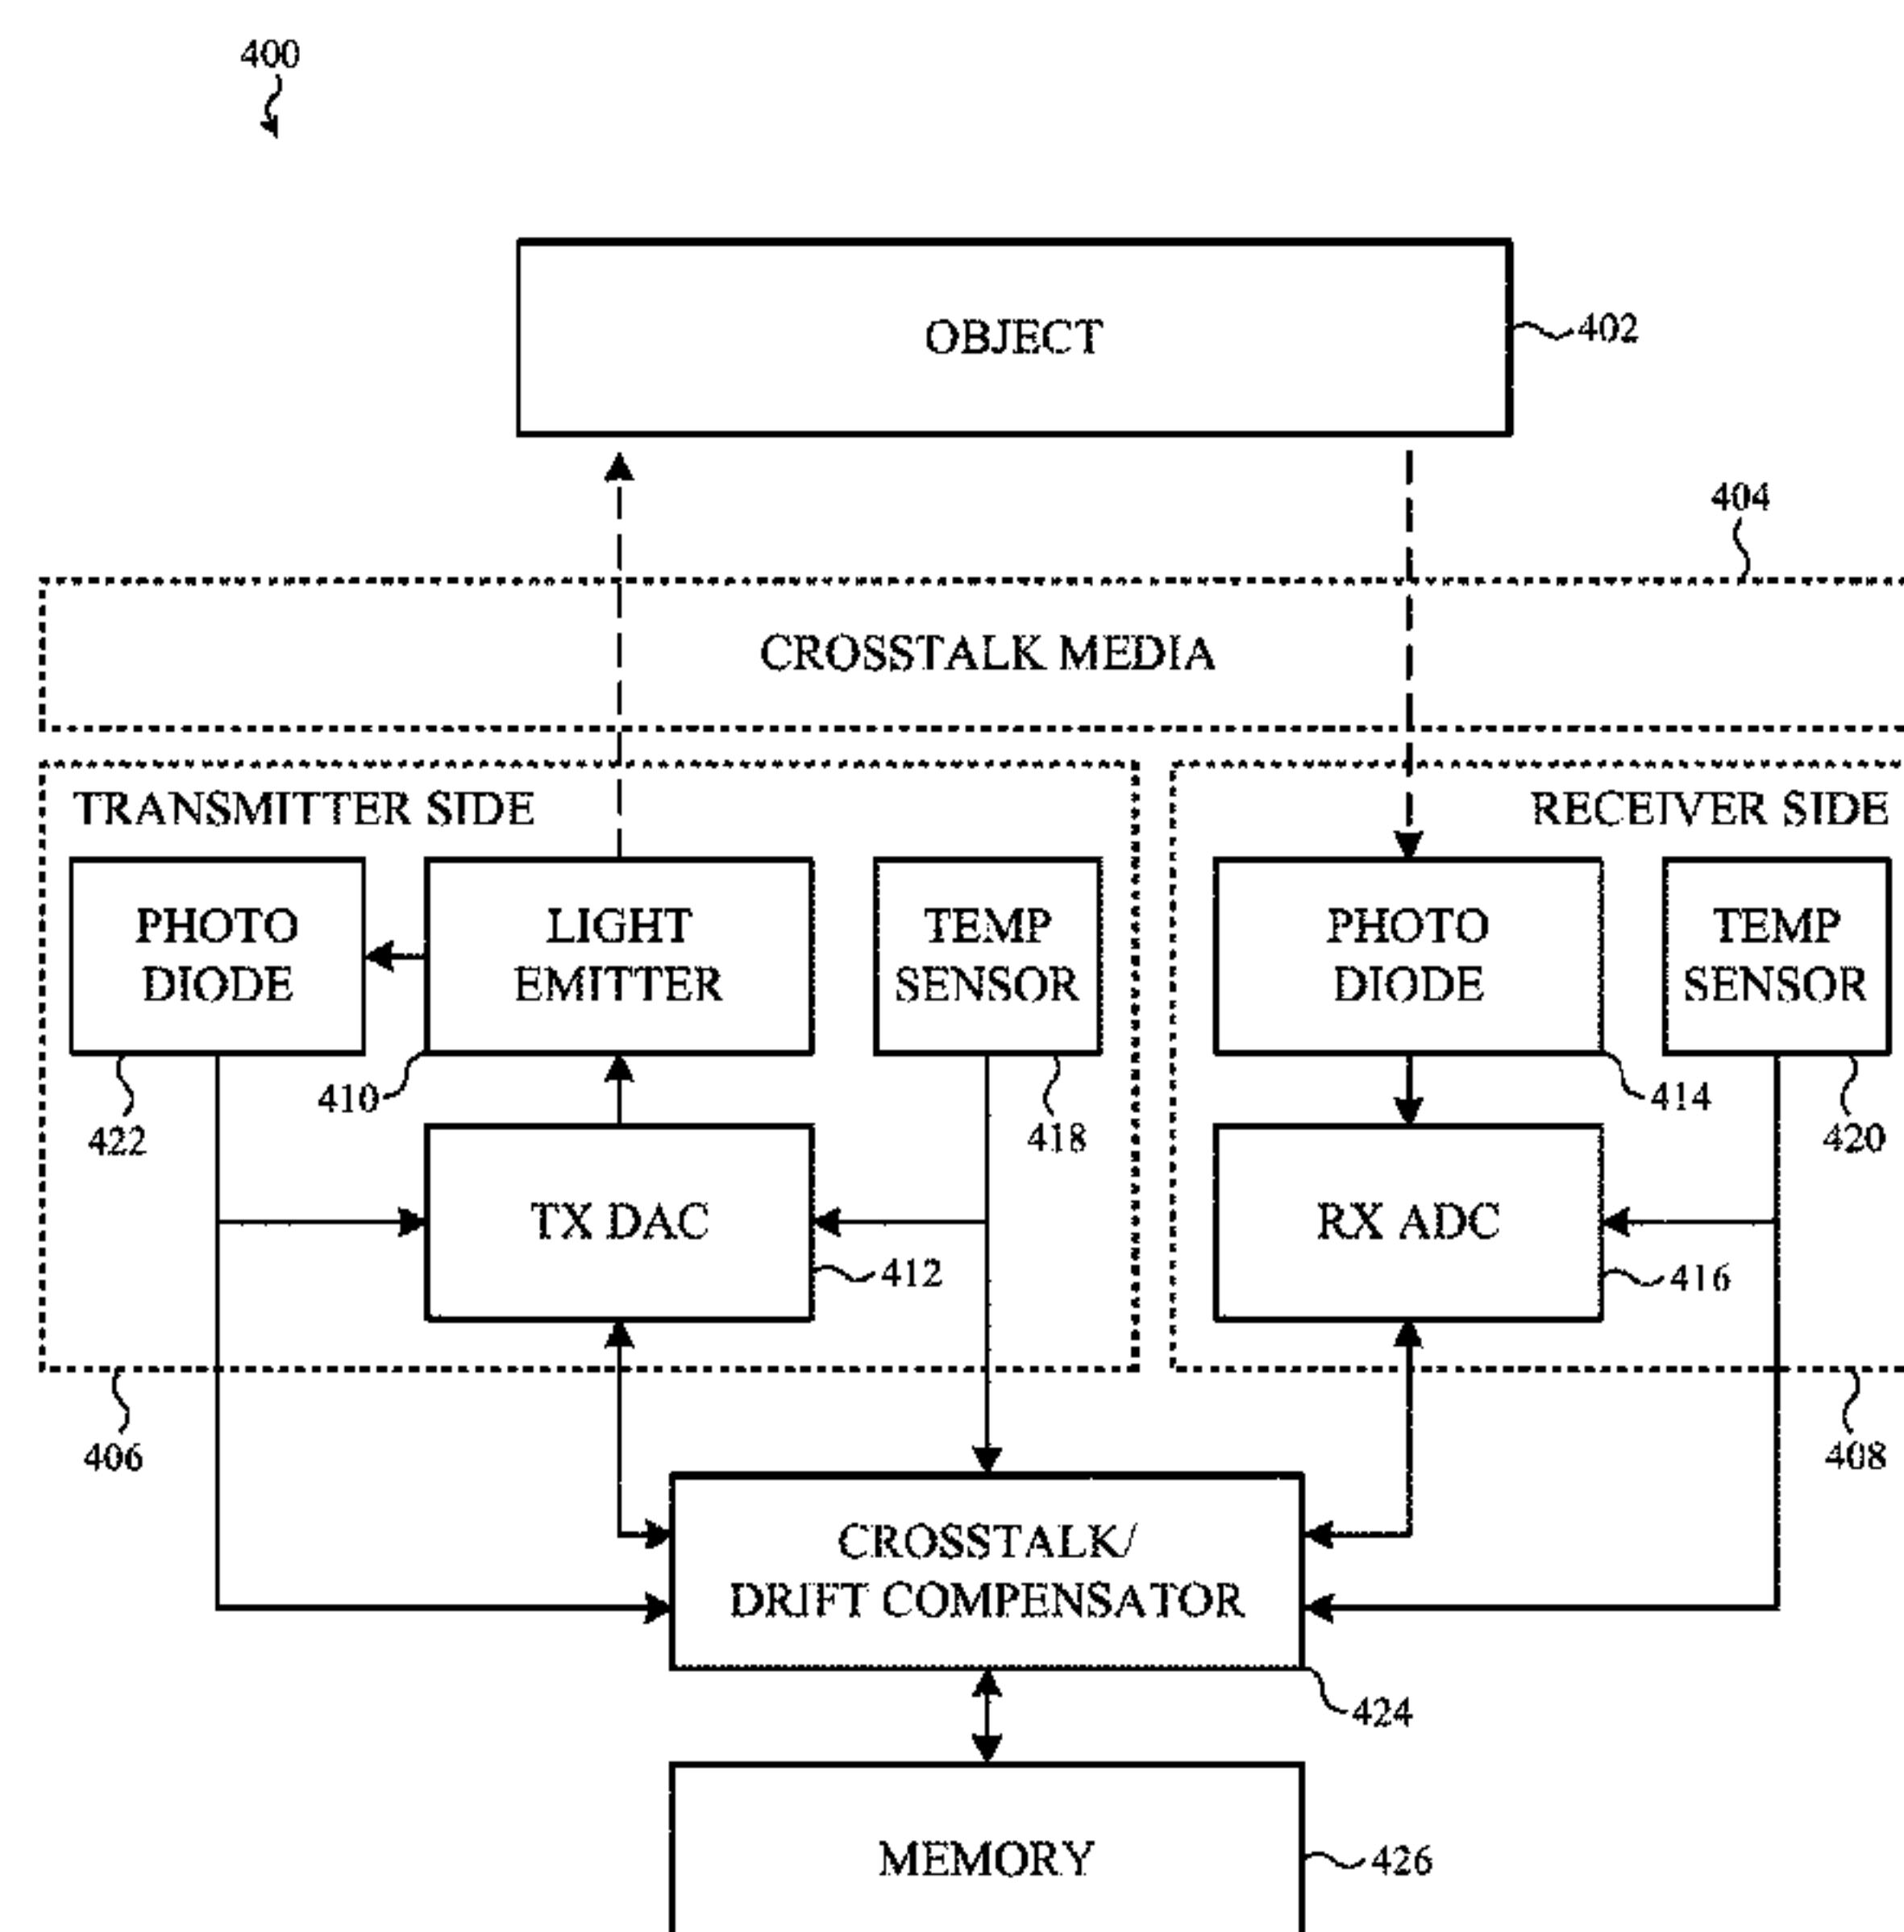 400
OBJECT
402
404
CROSSTALK MEDIA
TRANSMITTER SIDE
RECEIVER SIDE
PHOTO
DIODE
LIGHT
EMITTER
TEMP
SENSOR
PHOTO
DIODE
TEMP
SENSOR
422
410
418
414
420
TX DAC
412
RX ADC
416
406
408
CROSSTALK/
DRIFT COMPENSATOR
424
MEMORY
426